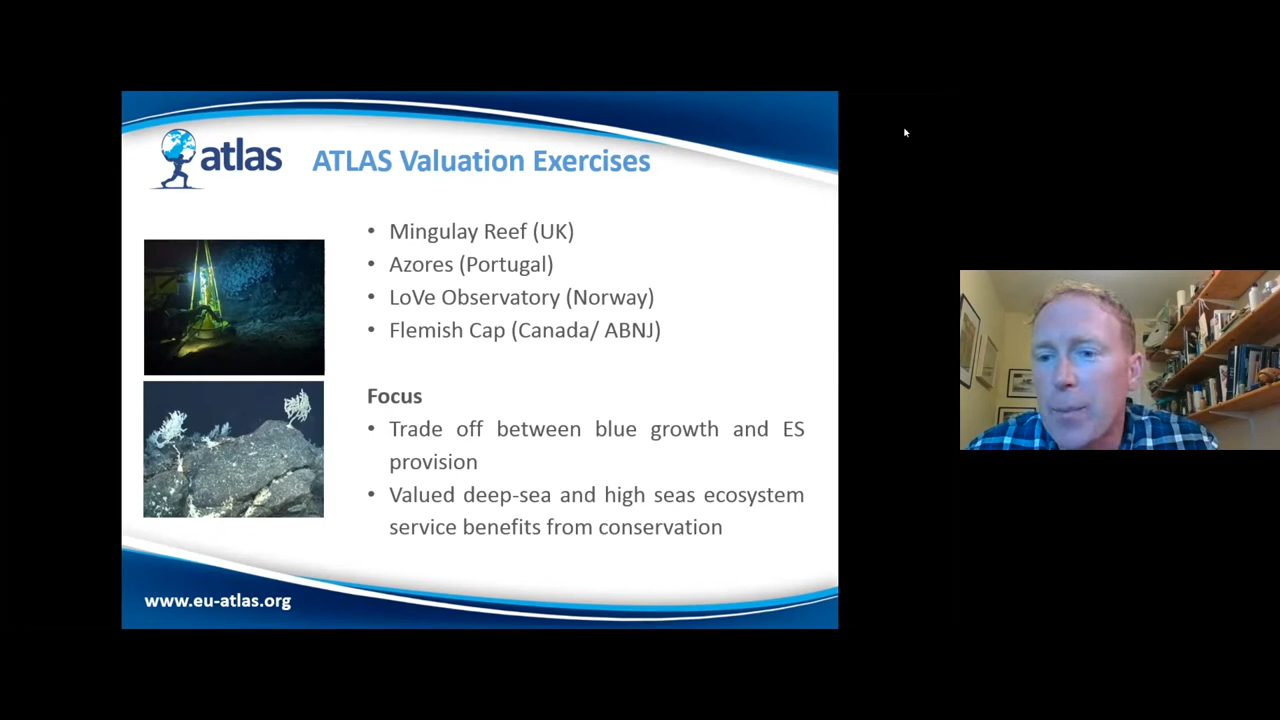 atlas
ATLAS Valuation Exercises
• Mingulay Reef (UK)
• Azores (Portugal)
• LoVe Observatory (Norway)
• Flemish Cap (Canada/ ABNJ)
Focus
• Trade off between blue growth and ES
provision
• Valued deep-sea and high seas ecosystem
service benefits from conservation
www.eu-atlas.org